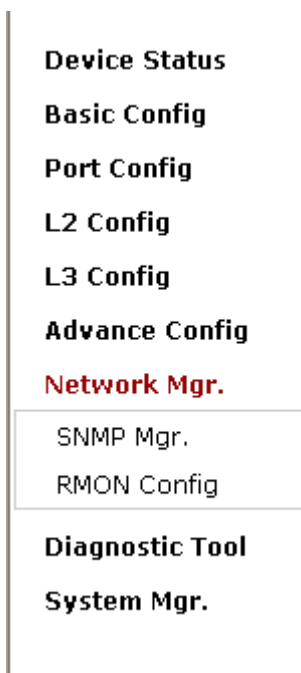 Device Status
Basic Config
Port Config
L2 Config
L3 Config
Advance Config
Network Mgr.
SNMP Mgr.
RMON Config
Diagnostic Tool
System Mgr.